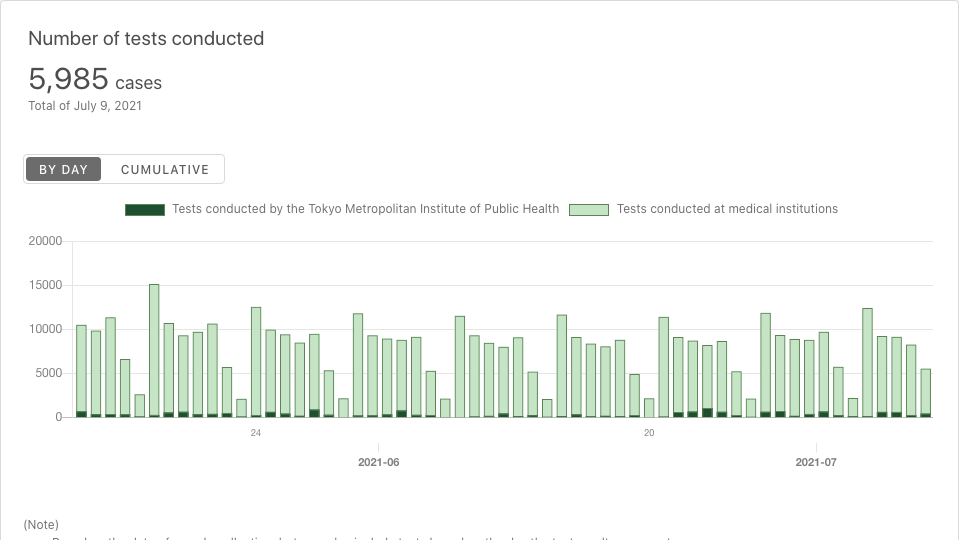 Number of tests conducted
5,985 cases
Total of July 9, 2021
BY DAY CUMULATIVE
Tests conducted by the Tokyo Metropolitan Institute of Public Health Tests conducted at medical institutions
20000
15000
10000
5000
0
24 20
2021-06 2021-07
(Note)